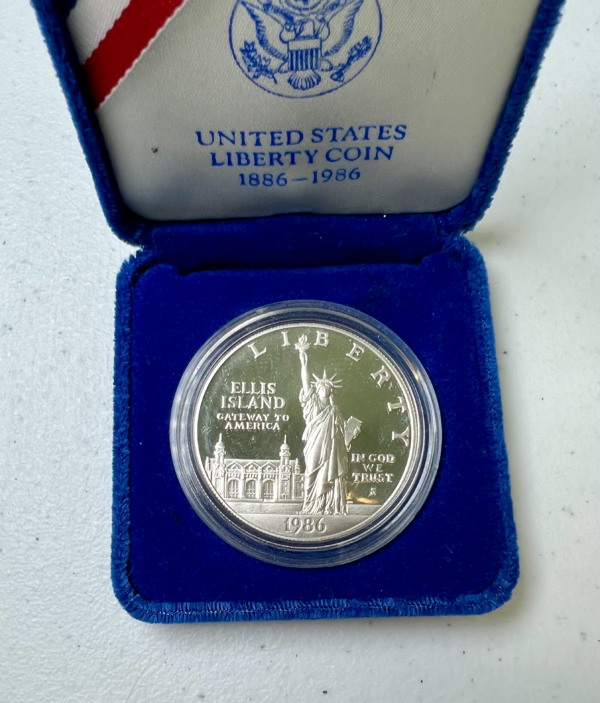 UNITED STATES
LIBERTY COIN
1886–1986
LIBERTY
ELLIS
ISLAND
GATEWAY TO
AMERICA
IN GOD
WE
TRUST
S
1986